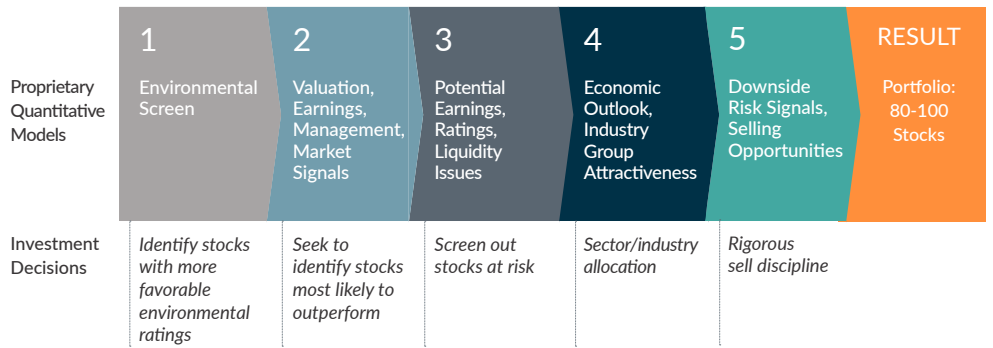 Proprietary
Quantitative
Models
1
Environmental
Screen
2
Valuation,
Earnings,
Management,
Market
Signals
3
Potential
Earnings,
Ratings,
Liquidity
Issues
4
Economic
Outlook,
Industry
Group
Attractiveness
5
Downside
Risk Signals,
Selling
Opportunities
RESULT
Portfolio:
80-100
Stocks
Investment
Decisions
Identify stocks
with more
favorable
environmental
ratings
Seek to
identify stocks
most likely to
outperform
Screen out
stocks at risk
Sector/industry
allocation
Rigorous
sell discipline